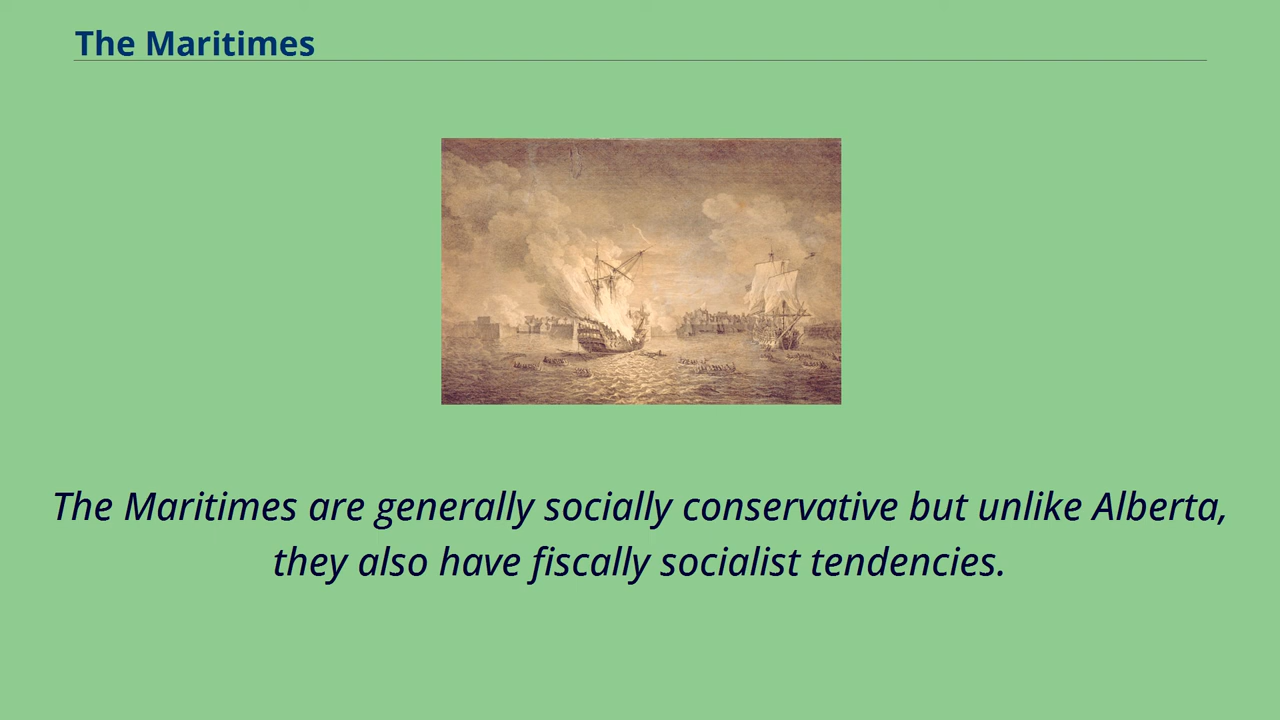 The Maritimes
The Maritimes are generally socially conservative but unlike Alberta,
they also have fiscally socialist tendencies.